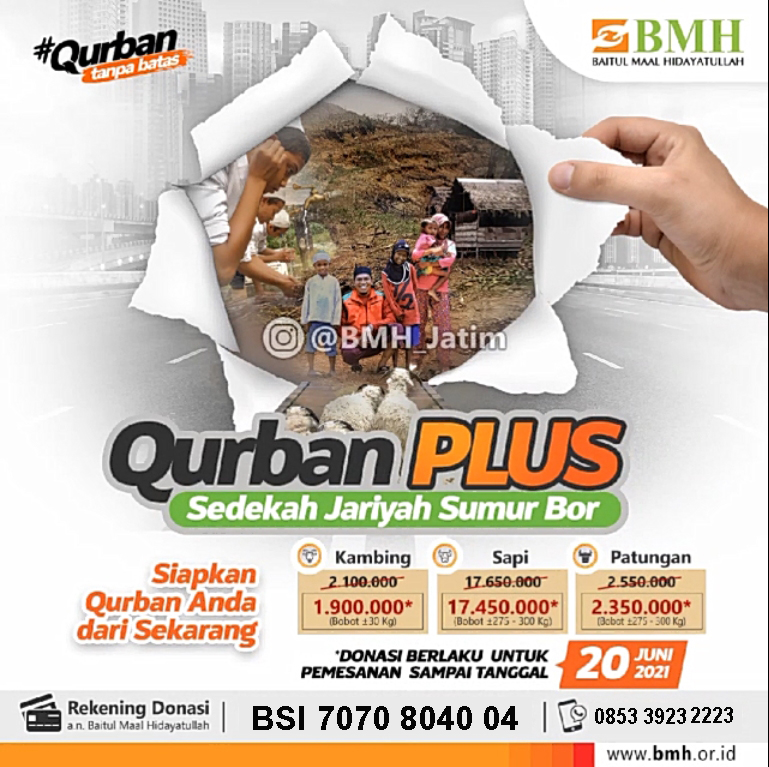 #Qurban
tanpa batas
BMH
BAITUL MAAL HIDAYATULLAH
@BMH_Jatim
Qurban PLUS
Sedekah Jariyah Sumur Bor
Siapkan
Qurban Anda
dari Sekarang
Kambing
2.100.000
1.900.000*
(Bobot ±30 Kg)
Sapi
17.650.000
17.450.000*
(Bobot ±275 - 300 Kg)
Patungan
2.550.000
2.350.000*
(Bobot ±275 - 300 Kg)
*DONASI BERLAKU UNTUK
PEMESANAN SAMPAI TANGGAL
20 JUNI
2021
Rekening Donasi
a.n. Baitul Maal Hidayatullah
BSI 7070 8040 04
0853 3923 2223
www.bmh.or.id